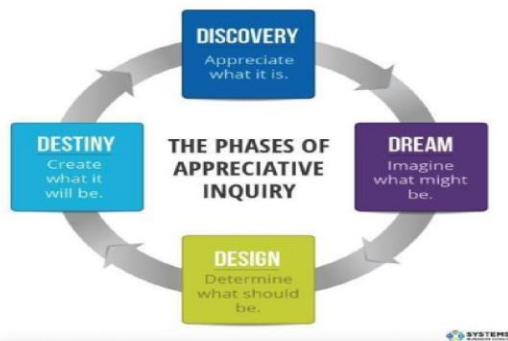 DISCOVERY
Appreciate
what it is.
DESTINY
Create
what it
will be.
THE PHASES OF
APPRECIATIVE
INQUIRY
DREAM
Imagine
what might
be.
DESIGN
Determine
what should
be.
SYSTEMS